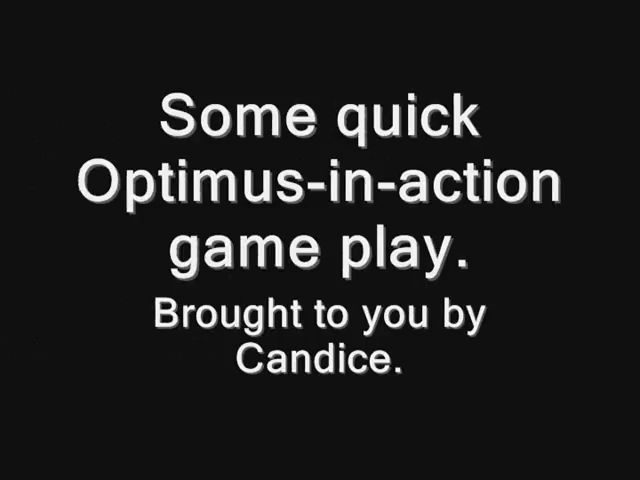 Some quick
Optimus-in-action
game play.
Brought to you by
Candice.